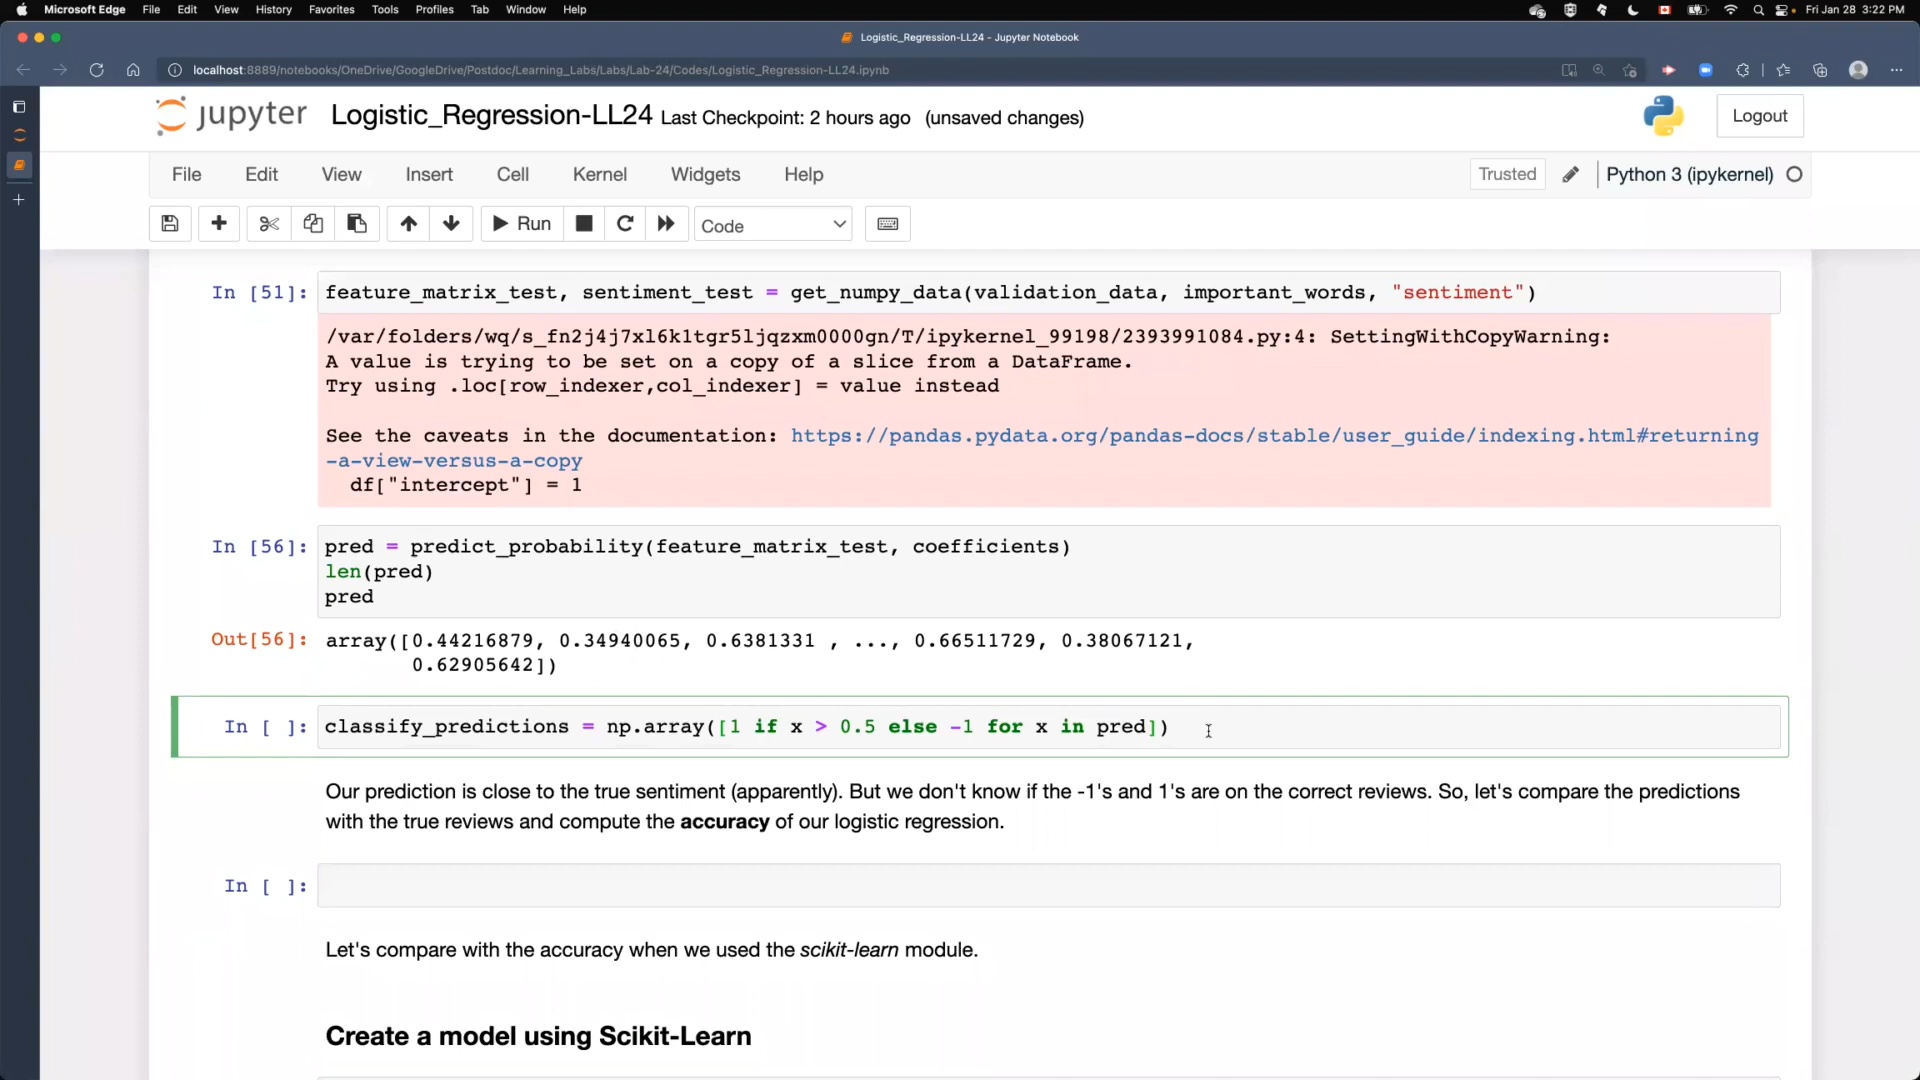 Microsoft Edge File Edit View History Favorites Tools Profiles Tab Window Help Fri Jan 28 3:22 PM
Logistic_Regression-LL24 - Jupyter Notebook
localhost:8889/notebooks/OneDrive/GoogleDrive/Postdoc/Learning_Labs/Labs/Lab-24/Codes/Logistic_Regression-LL24.ipynb
jupyter Logistic_Regression-LL24 Last Checkpoint: 2 hours ago (unsaved changes) Logout
File Edit View Insert Cell Kernel Widgets Help Trusted Python 3 (ipykernel)
Run Code
In [51]: feature_matrix_test, sentiment_test = get_numpy_data(validation_data, important_words, "sentiment")
/var/folders/wq/s_fn2j4j7xl6k1tgr5ljqzxm0000gn/T/ipykernel_99198/2393991084.py:4: SettingWithCopyWarning:
A value is trying to be set on a copy of a slice from a DataFrame.
Try using .loc[row_indexer,col_indexer] = value instead
See the caveats in the documentation: https://pandas.pydata.org/pandas-docs/stable/user_guide/indexing.html#returning
-a-view-versus-a-copy
df["intercept"] = 1
In [56]: pred = predict_probability(feature_matrix_test, coefficients)
len(pred)
pred
Out[56]: array([0.44216879, 0.34940065, 0.6381331 , ..., 0.66511729, 0.38067121,
0.62905642])
In [ ]: classify_predictions = np.array([1 if x > 0.5 else -1 for x in pred])
Our prediction is close to the true sentiment (apparently). But we don't know if the -1's and 1's are on the correct reviews. So, let's compare the predictions
with the true reviews and compute the accuracy of our logistic regression.
In [ ]:
Let's compare with the accuracy when we used the scikit-learn module.
Create a model using Scikit-Learn